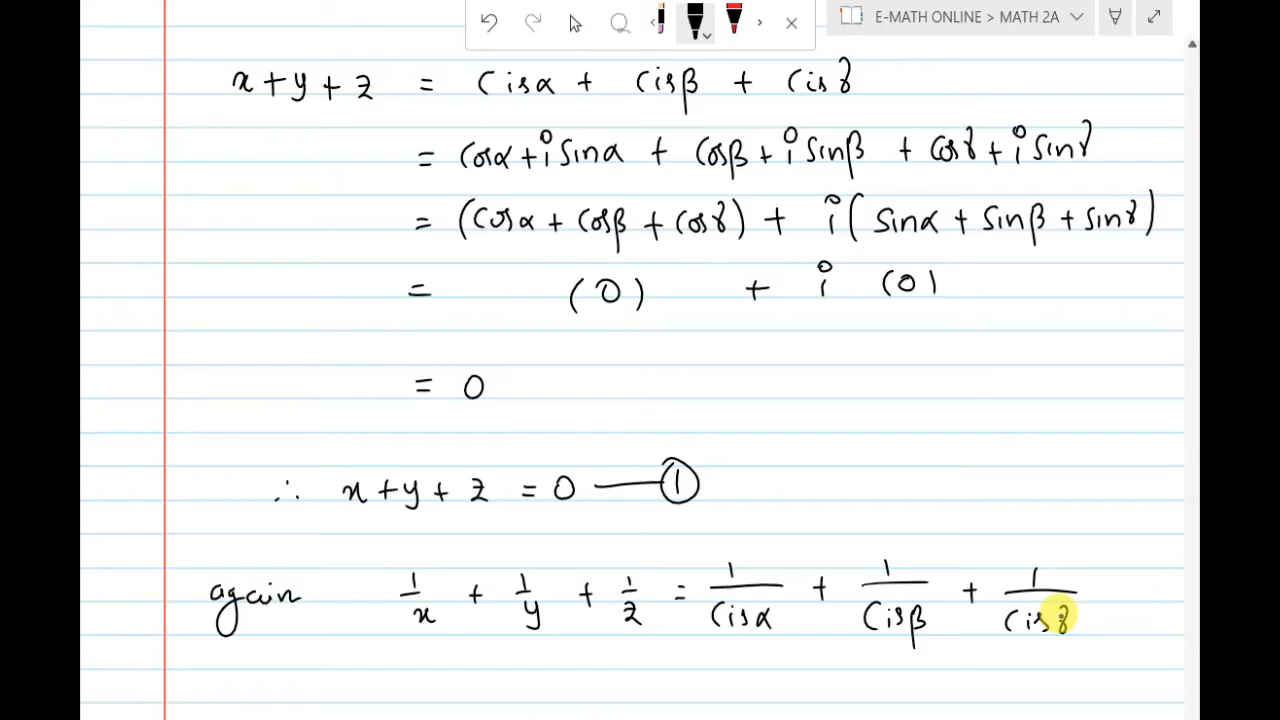 E-MATH ONLINE > MATH 2A
x + y + z = Cisα + Cisβ + Cisγ
= Cosα + i Sinα + Cosβ + i Sinβ + Cosγ + i Sinγ
= (Cosα + Cosβ + Cosγ) + i (Sinα + Sinβ + Sinγ)
= (0) + i (0)
= 0
∴ x + y + z = 0 — ①
again 1/x + 1/y + 1/z = 1/Cisα + 1/Cisβ + 1/Cisγ